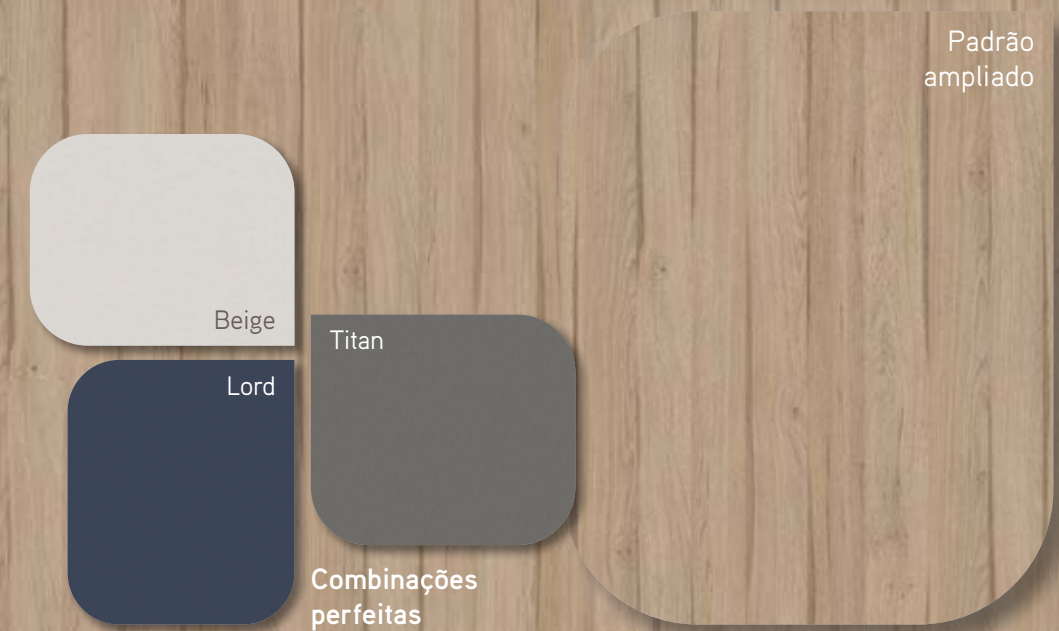 Padrão
ampliado
Beige
Titan
Lord
Combinações
perfeitas